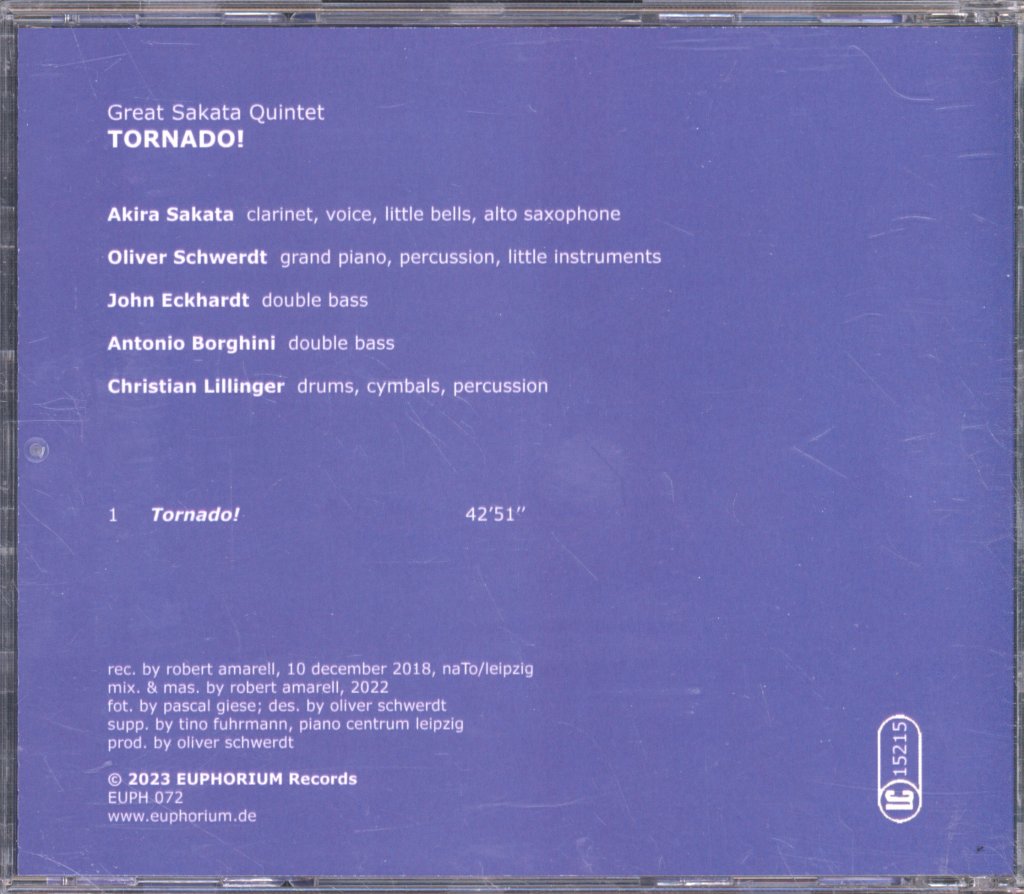 Great Sakata Quintet
TORNADO!
Akira Sakata clarinet, voice, little bells, alto saxophone
Oliver Schwerdt grand piano, percussion, little instruments
John Eckhardt double bass
Antonio Borghini double bass
Christian Lillinger drums, cymbals, percussion
1 Tornado! 42’51’’
rec. by robert amarell, 10 december 2018, naTo/leipzig
mix. & mas. by robert amarell, 2022
fot. by pascal giese; des. by oliver schwerdt
supp. by tino fuhrmann, piano centrum leipzig
prod. by oliver schwerdt
© 2023 EUPHORIUM Records
EUPH 072
www.euphorium.de
LC 15215